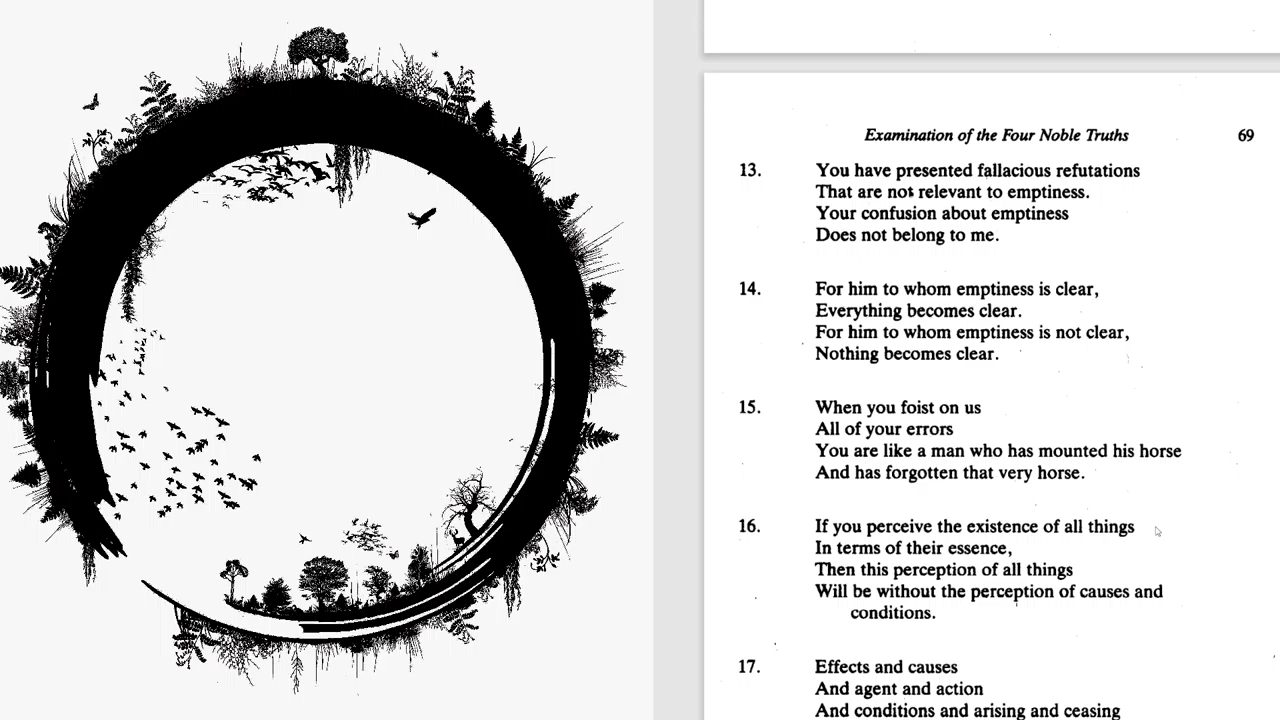 Examination of the Four Noble Truths 69
13. You have presented fallacious refutations
That are not relevant to emptiness.
Your confusion about emptiness
Does not belong to me.
14. For him to whom emptiness is clear,
Everything becomes clear.
For him to whom emptiness is not clear,
Nothing becomes clear.
15. When you foist on us
All of your errors
You are like a man who has mounted his horse
And has forgotten that very horse.
16. If you perceive the existence of all things
In terms of their essence,
Then this perception of all things
Will be without the perception of causes and
conditions.
17. Effects and causes
And agent and action
And conditions and arising and ceasing